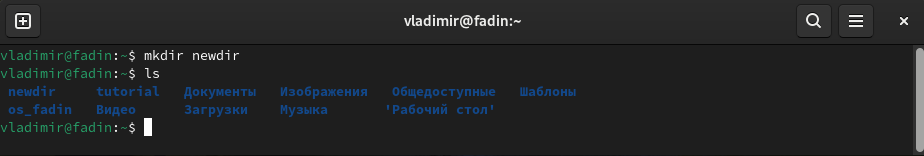 vladimir@fadin:~
vladimir@fadin:~$ mkdir newdir
vladimir@fadin:~$ ls
newdir tutorial Документы Изображения Общедоступные Шаблоны
os_fadin Видео Загрузки Музыка 'Рабочий стол'
vladimir@fadin:~$